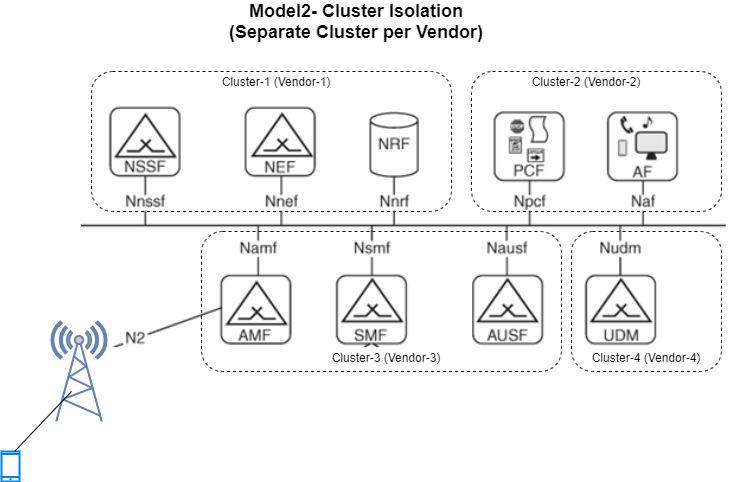 Model2- Cluster Isolation
(Separate Cluster per Vendor)
Cluster-1 (Vendor-1)
Cluster-2 (Vendor-2)
NSSF
NEF
NRF
PCF
AF
Nnssf
Nnef
Nnrf
Npcf
Naf
Namf
Nsmf
Nausf
Nudm
AMF
SMF
AUSF
UDM
N2
Cluster-3 (Vendor-3)
Cluster-4 (Vendor-4)